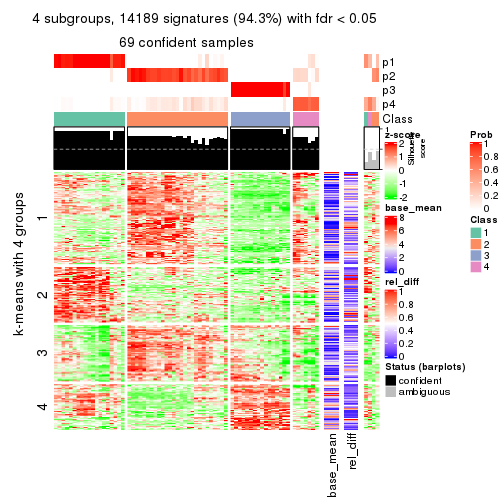 4 subgroups, 14189 signatures (94.3%) with fdr < 0.05
69 confident samples
p1
p2
p3
p4
Class
1
Silhouette
score
z-score
2
1
0
-1
-2
Prob
1
0.8
0.6
0.4
0.2
0
base_mean
8
6
4
2
0
Class
1
2
3
4
rel_diff
1
0.8
0.6
0.4
0.2
0
Status (barplots)
confident
ambiguous
k-means with 4 groups
1
2
3
4
base_mean
rel_diff